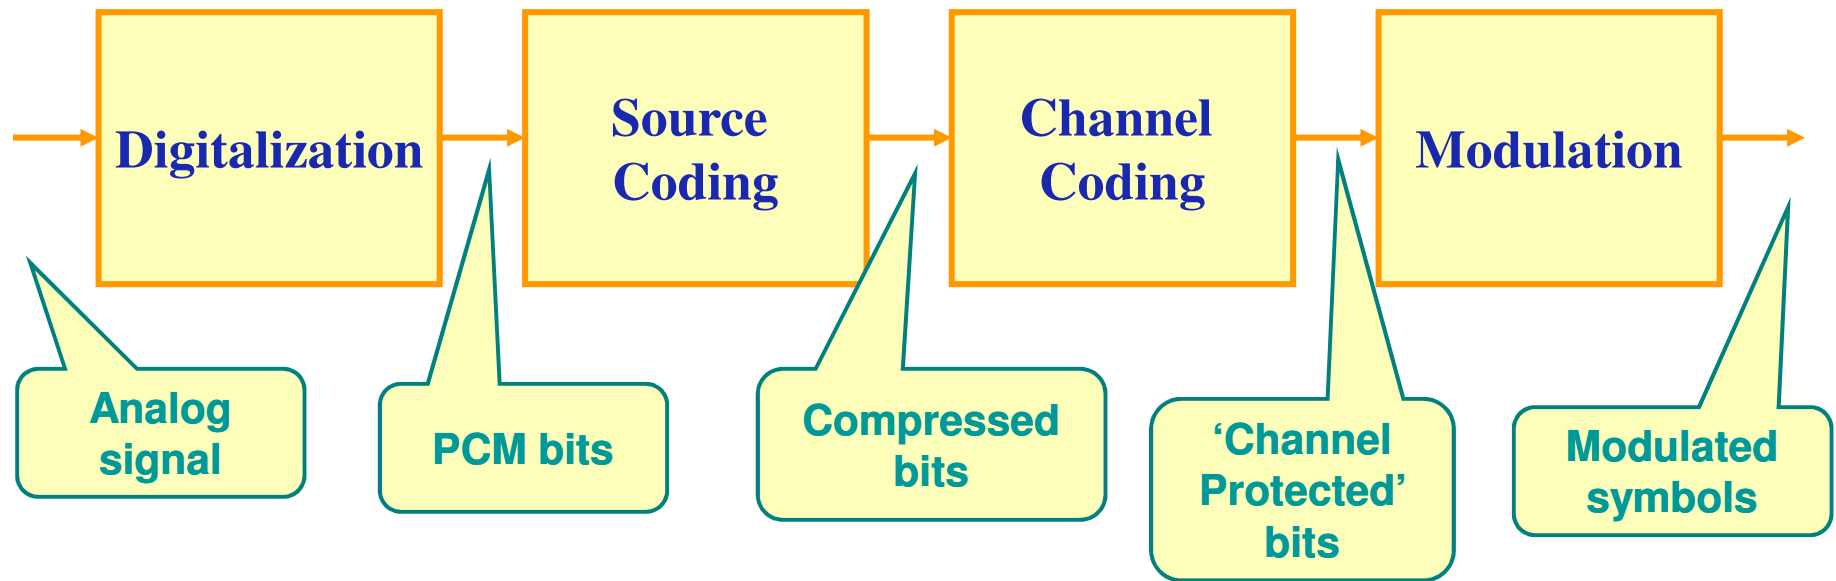 Digitalization
Source
Coding
Channel
Coding
Modulation
Analog
signal
PCM bits
Compressed
bits
‘Channel
Protected’
bits
Modulated
symbols